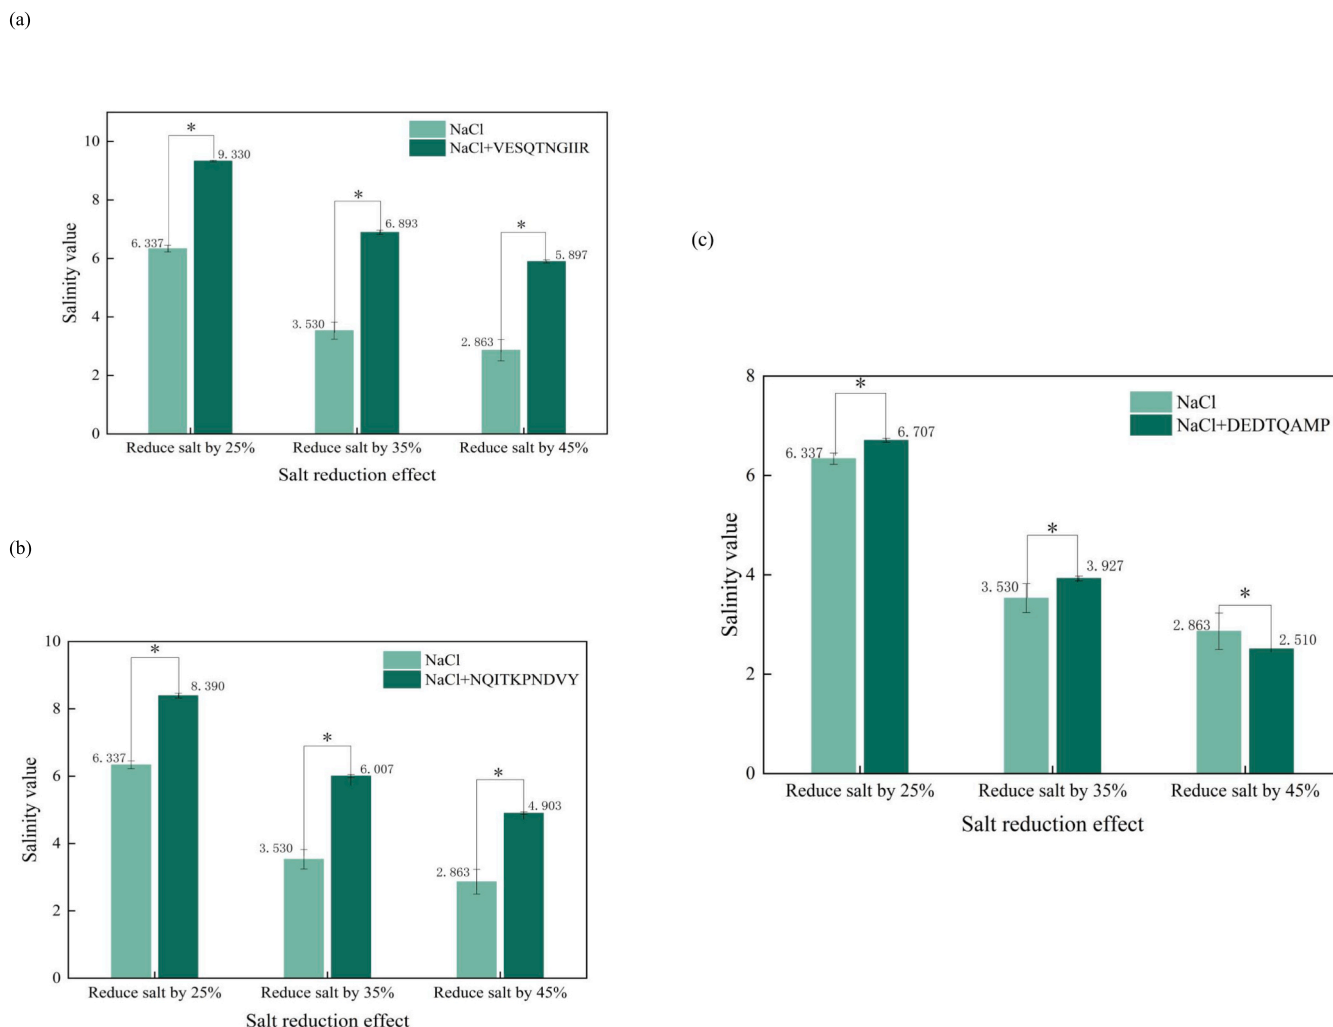 (a)
NaCl
NaCl+VESQTNGIIR
10
8
6
4
2
0
Salinity value
*
*
*
6.337
9.330
3.530
6.893
2.863
5.897
Reduce salt by 25%
Reduce salt by 35%
Reduce salt by 45%
Salt reduction effect
(b)
NaCl
NaCl+NQITKPNDVY
10
8
6
4
2
0
Salinity value
*
*
*
6.337
8.390
3.530
6.007
2.863
4.903
Reduce salt by 25%
Reduce salt by 35%
Reduce salt by 45%
Salt reduction effect
(c)
NaCl
NaCl+DEDTQAMP
8
6
4
2
0
Salinity value
*
*
*
6.337
6.707
3.530
3.927
2.863
2.510
Reduce salt by 25%
Reduce salt by 35%
Reduce salt by 45%
Salt reduction effect